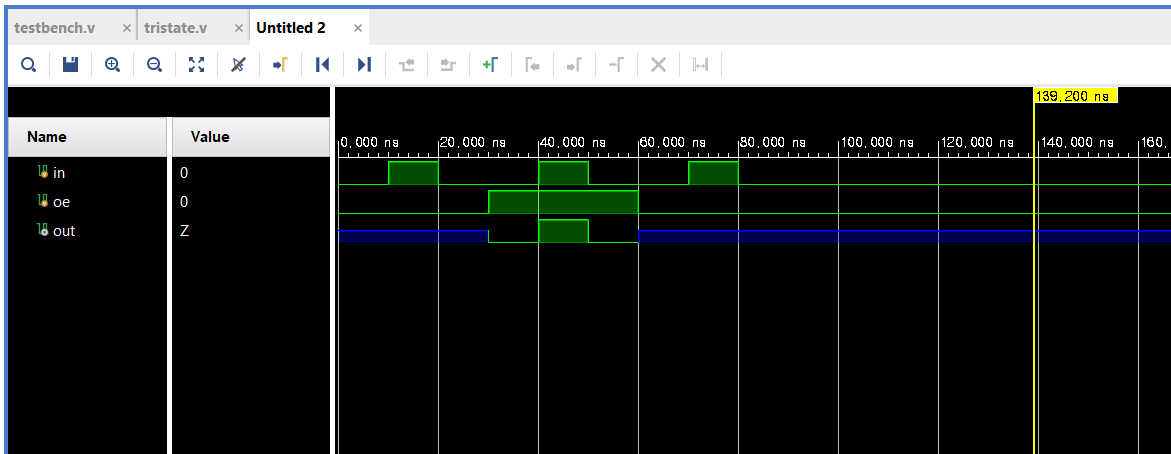 testbench.v × tristate.v × Untitled 2 ×
139,200 ns
Name Value
0,000 ns 20,000 ns 40,000 ns 60,000 ns 80,000 ns 100,000 ns 120,000 ns 140,000 ns 160,
in 0
oe 0
out Z